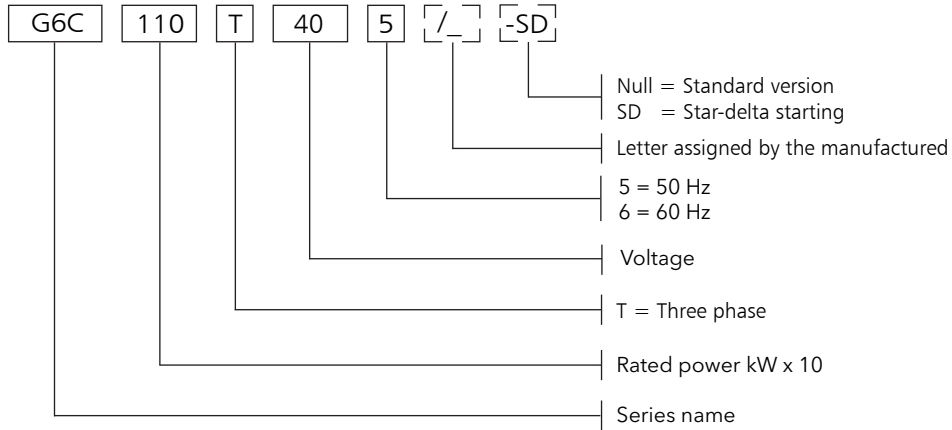 G6C 110 T 40 5 /_ -SD
Null = Standard version
SD = Star-delta starting
Letter assigned by the manufactured
5 = 50 Hz
6 = 60 Hz
Voltage
T = Three phase
Rated power kW x 10
Series name